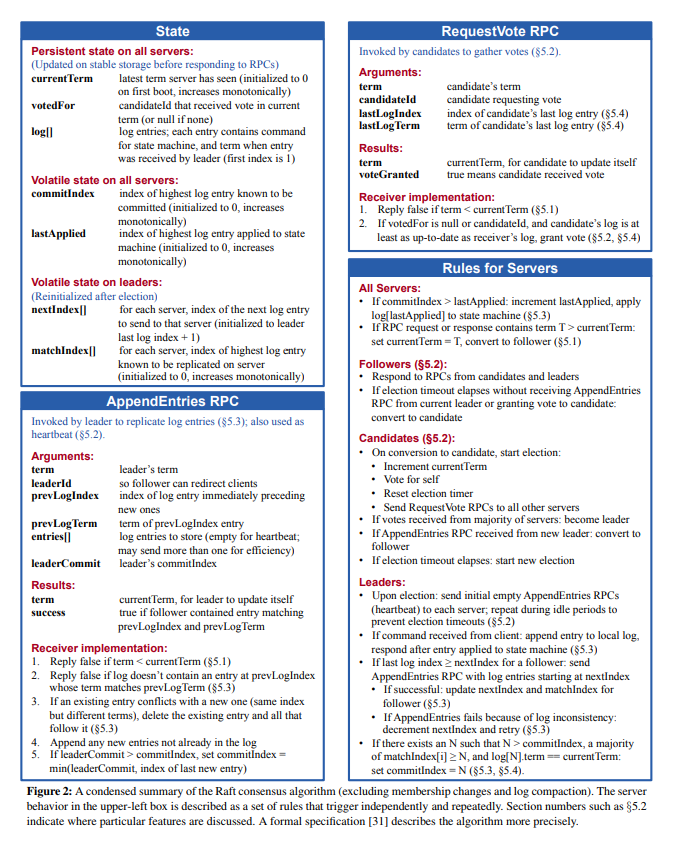 State
Persistent state on all servers:
(Updated on stable storage before responding to RPCs)
currentTerm latest term server has seen (initialized to 0
on first boot, increases monotonically)
votedFor candidateId that received vote in current
term (or null if none)
log[] log entries; each entry contains command
for state machine, and term when entry
was received by leader (first index is 1)
Volatile state on all servers:
commitIndex index of highest log entry known to be
committed (initialized to 0, increases
monotonically)
lastApplied index of highest log entry applied to state
machine (initialized to 0, increases
monotonically)
Volatile state on leaders:
(Reinitialized after election)
nextIndex[] for each server, index of the next log entry
to send to that server (initialized to leader
last log index + 1)
matchIndex[] for each server, index of highest log entry
known to be replicated on server
(initialized to 0, increases monotonically)
AppendEntries RPC
Invoked by leader to replicate log entries (§5.3); also used as
heartbeat (§5.2).
Arguments:
term leader's term
leaderId so follower can redirect clients
prevLogIndex index of log entry immediately preceding
new ones
prevLogTerm term of prevLogIndex entry
entries[] log entries to store (empty for heartbeat;
may send more than one for efficiency)
leaderCommit leader's commitIndex
Results:
term currentTerm, for leader to update itself
success true if follower contained entry matching
prevLogIndex and prevLogTerm
Receiver implementation:
1. Reply false if term < currentTerm (§5.1)
2. Reply false if log doesn't contain an entry at prevLogIndex
whose term matches prevLogTerm (§5.3)
3. If an existing entry conflicts with a new one (same index
but different terms), delete the existing entry and all that
follow it (§5.3)
4. Append any new entries not already in the log
5. If leaderCommit > commitIndex, set commitIndex =
min(leaderCommit, index of last new entry)
RequestVote RPC
Invoked by candidates to gather votes (§5.2).
Arguments:
term candidate's term
candidateId candidate requesting vote
lastLogIndex index of candidate's last log entry (§5.4)
lastLogTerm term of candidate's last log entry (§5.4)
Results:
term currentTerm, for candidate to update itself
voteGranted true means candidate received vote
Receiver implementation:
1. Reply false if term < currentTerm (§5.1)
2. If votedFor is null or candidateId, and candidate's log is at
least as up-to-date as receiver's log, grant vote (§5.2, §5.4)
Rules for Servers
All Servers:
• If commitIndex > lastApplied: increment lastApplied, apply
log[lastApplied] to state machine (§5.3)
• If RPC request or response contains term T > currentTerm:
set currentTerm = T, convert to follower (§5.1)
Followers (§5.2):
• Respond to RPCs from candidates and leaders
• If election timeout elapses without receiving AppendEntries
RPC from current leader or granting vote to candidate:
convert to candidate
Candidates (§5.2):
• On conversion to candidate, start election:
• Increment currentTerm
• Vote for self
• Reset election timer
• Send RequestVote RPCs to all other servers
• If votes received from majority of servers: become leader
• If AppendEntries RPC received from new leader: convert to
follower
• If election timeout elapses: start new election
Leaders:
• Upon election: send initial empty AppendEntries RPCs
(heartbeat) to each server; repeat during idle periods to
prevent election timeouts (§5.2)
• If command received from client: append entry to local log,
respond after entry applied to state machine (§5.3)
• If last log index ≥ nextIndex for a follower: send
AppendEntries RPC with log entries starting at nextIndex
• If successful: update nextIndex and matchIndex for
follower (§5.3)
• If AppendEntries fails because of log inconsistency:
decrement nextIndex and retry (§5.3)
• If there exists an N such that N > commitIndex, a majority
of matchIndex[i] ≥ N, and log[N].term == currentTerm:
set commitIndex = N (§5.3, §5.4).
Figure 2: A condensed summary of the Raft consensus algorithm (excluding membership changes and log compaction). The server
behavior in the upper-left box is described as a set of rules that trigger independently and repeatedly. Section numbers such as §5.2
indicate where particular features are discussed. A formal specification [31] describes the algorithm more precisely.